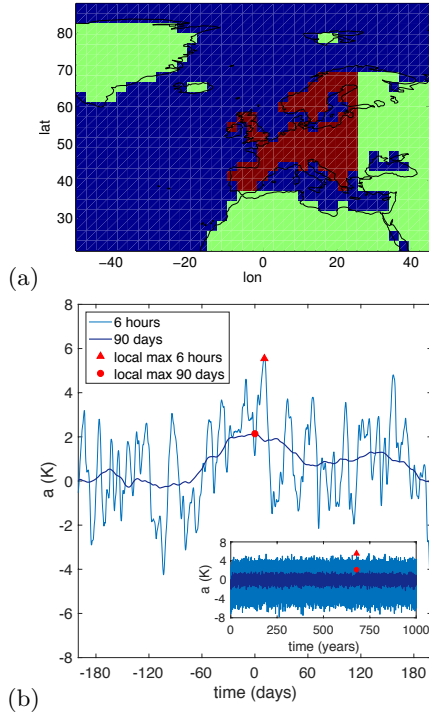 80
70
60
50
40
30
lat
−40 −20 0 20 40
lon
(a)
8
6
4
2
0
-2
-4
-6
-8
a (K)
6 hours
90 days
local max 6 hours
local max 90 days
8
4
0
-4
-8
a (K)
0 250 500 750 1000
time (years)
-180 -120 -60 0 60 120 180
time (days)
(b)